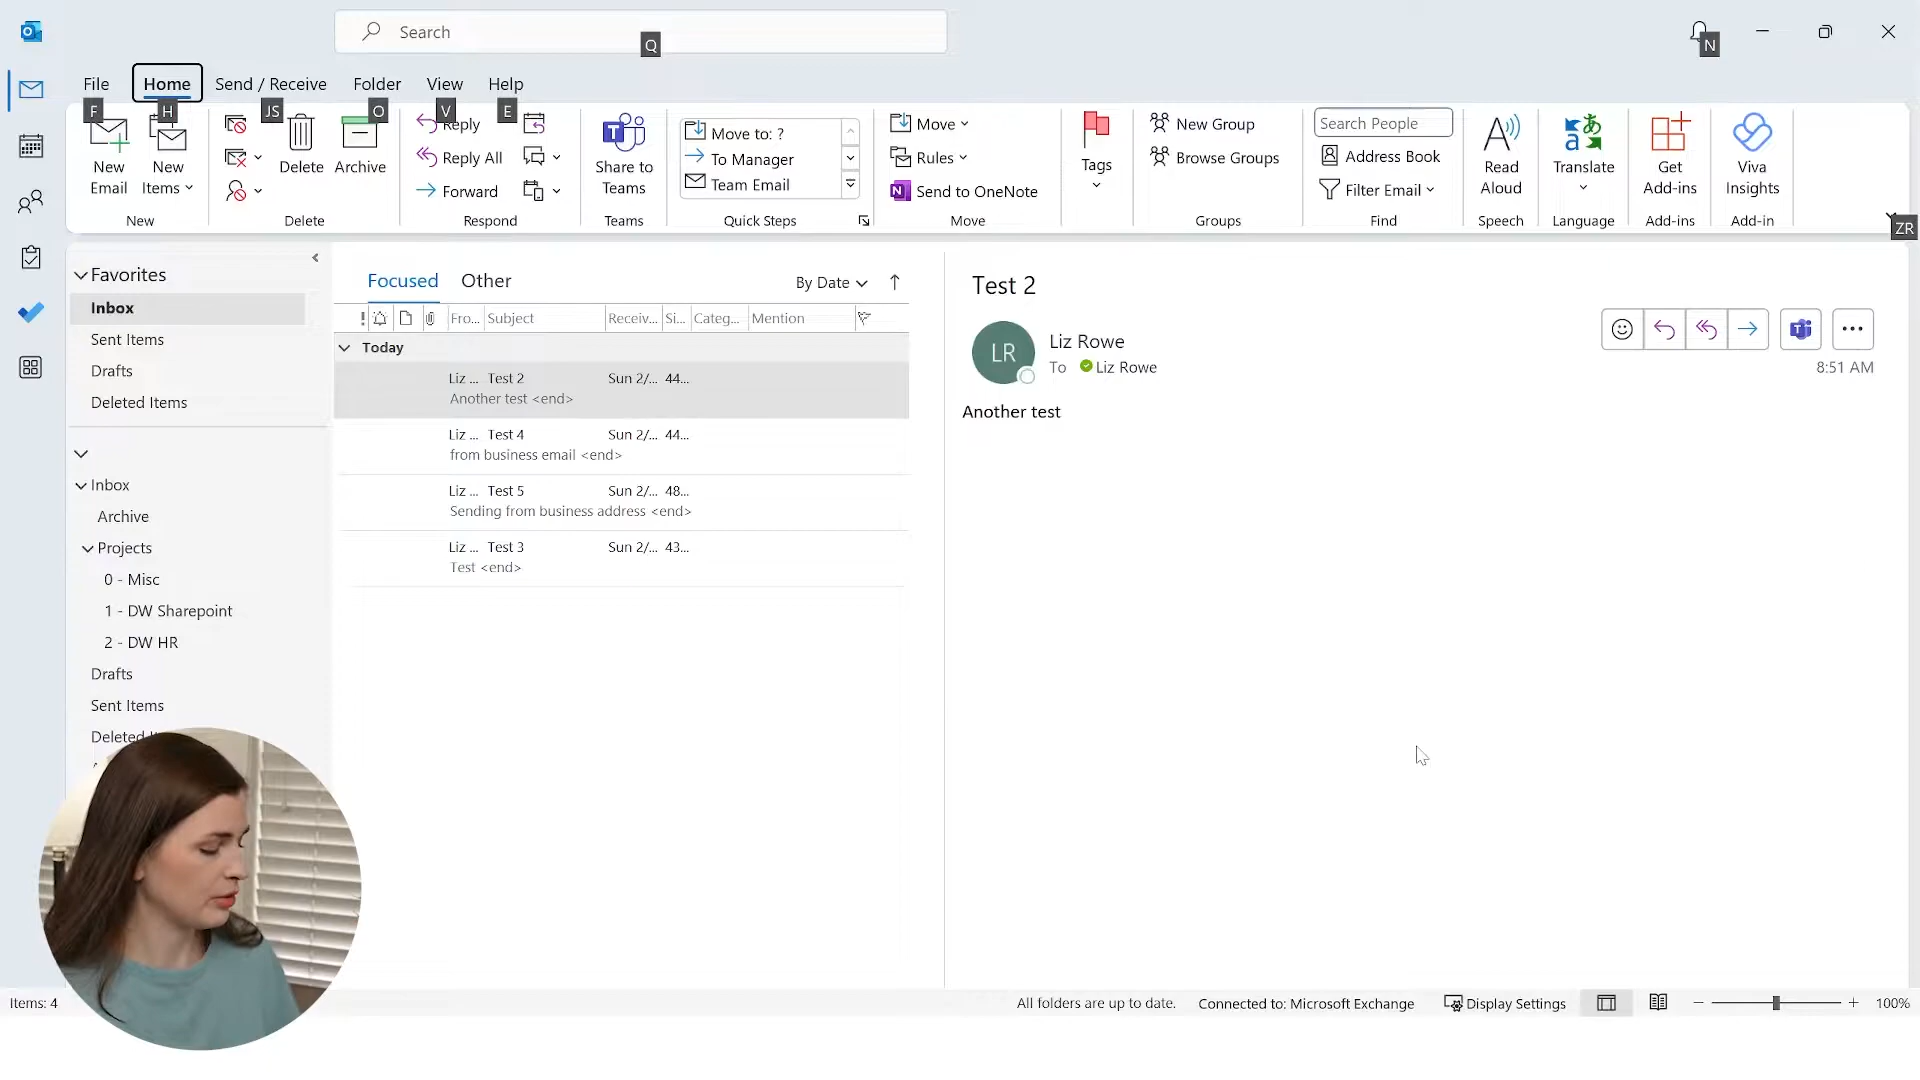 Search
Q
N
File
Home
Send / Receive
Folder
View
Help
F
H
JS
O
V
E
New Email
New Items
New
Delete
Archive
Delete
Reply
Reply All
Forward
Respond
Share to Teams
Teams
Move to: ?
To Manager
Team Email
Quick Steps
Move
Rules
Send to OneNote
Move
Tags
New Group
Browse Groups
Groups
Search People
Address Book
Filter Email
Find
Read Aloud
Speech
Translate
Language
Get Add-ins
Add-ins
Viva Insights
Add-in
ZR
Favorites
Inbox
Sent Items
Drafts
Deleted Items
Inbox
Archive
Projects
0 - Misc
1 - DW Sharepoint
2 - DW HR
Drafts
Sent Items
Deleted
Focused
Other
By Date
! Fro... Subject Receiv... Si... Categ... Mention
Today
Liz ... Test 2 Sun 2/... 44...
Another test <end>
Liz ... Test 4 Sun 2/... 44...
from business email <end>
Liz ... Test 5 Sun 2/... 48...
Sending from business address <end>
Liz ... Test 3 Sun 2/... 43...
Test <end>
Test 2
LR
Liz Rowe
To Liz Rowe
8:51 AM
Another test
Items: 4
All folders are up to date.
Connected to: Microsoft Exchange
Display Settings
100%